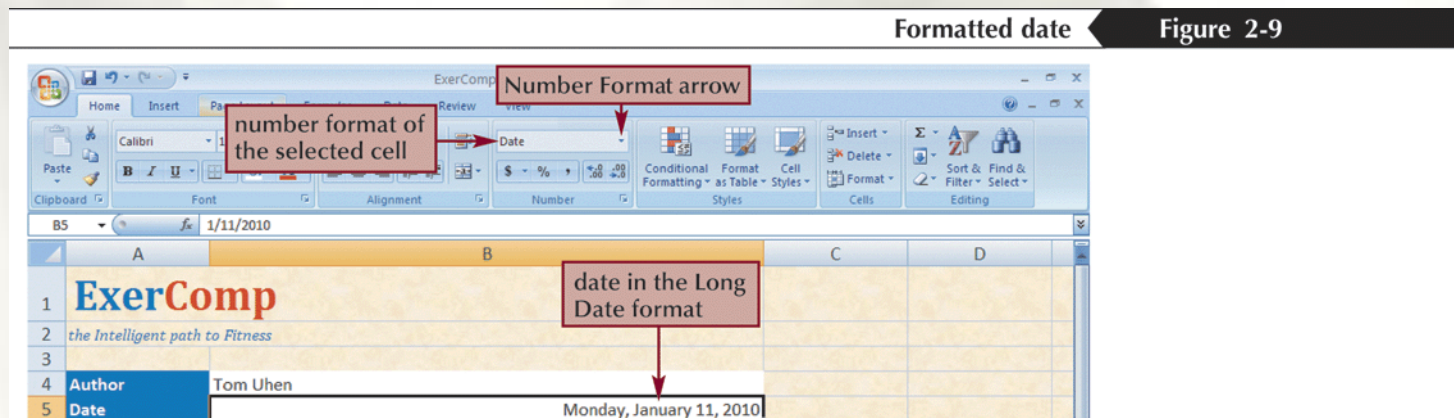 Formatted date Figure 2-9
ExerComp
Number Format arrow
Home Insert Review View
number format of
the selected cell
Calibri
Date
Paste
B I U
$ % ,
Conditional Formatting Format as Table Cell Styles
Insert
Delete
Format
Σ
Sort & Filter Find & Select
Clipboard Font Alignment Number Styles Cells Editing
B5 fx 1/11/2010
A B C D
date in the Long
Date format
1 ExerComp
2 the Intelligent path to Fitness
3
4 Author Tom Uhen
5 Date Monday, January 11, 2010